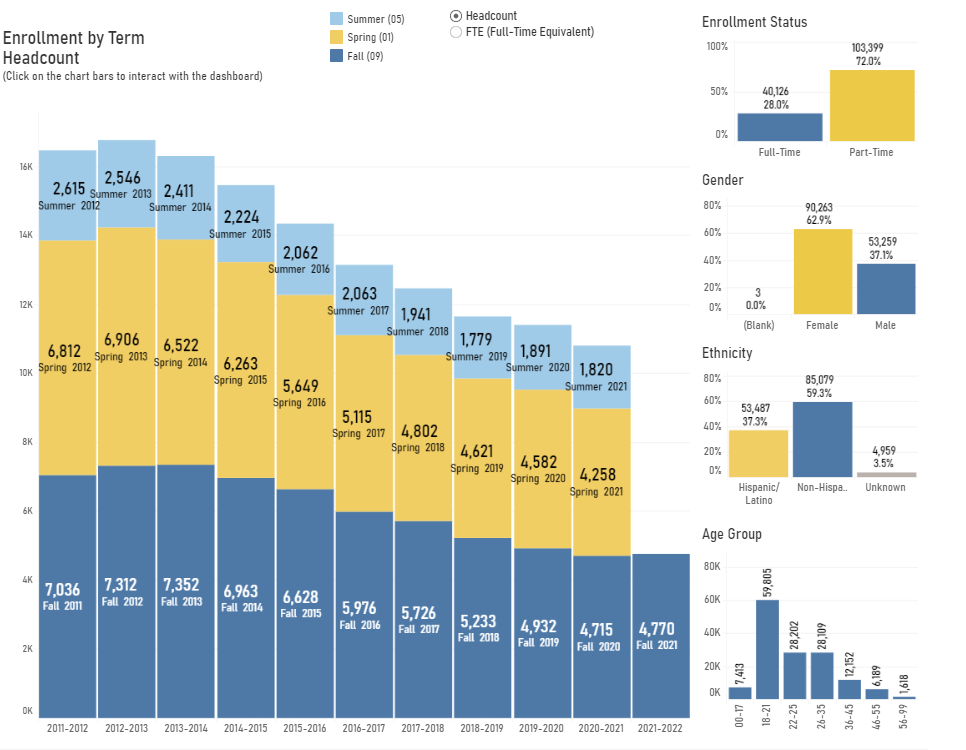 Enrollment by Term
Headcount
(Click on the chart bars to interact with the dashboard)
Summer (05)
Spring (01)
Fall (09)
Headcount
FTE (Full-Time Equivalent)
16K
14K
12K
10K
8K
6K
4K
2K
0K
2,615
Summer 2012
6,812
Spring 2012
7,036
Fall 2011
2011-2012
2,546
Summer 2013
6,906
Spring 2013
7,312
Fall 2012
2012-2013
2,411
Summer 2014
6,522
Spring 2014
7,352
Fall 2013
2013-2014
2,224
Summer 2015
6,263
Spring 2015
6,963
Fall 2014
2014-2015
2,062
Summer 2016
5,649
Spring 2016
6,628
Fall 2015
2015-2016
2,063
Summer 2017
5,115
Spring 2017
5,976
Fall 2016
2016-2017
1,941
Summer 2018
4,802
Spring 2018
5,726
Fall 2017
2017-2018
1,779
Summer 2019
4,621
Spring 2019
5,233
Fall 2018
2018-2019
1,891
Summer 2020
4,582
Spring 2020
4,932
Fall 2019
2019-2020
1,820
Summer 2021
4,258
Spring 2021
4,715
Fall 2020
2020-2021
4,770
Fall 2021
2021-2022
Enrollment Status
100%
50%
0%
40,126
28.0%
Full-Time
103,399
72.0%
Part-Time
Gender
80%
60%
40%
20%
0%
3
0.0%
(Blank)
90,263
62.9%
Female
53,259
37.1%
Male
Ethnicity
80%
60%
40%
20%
0%
53,487
37.3%
Hispanic/
Latino
85,079
59.3%
Non-Hispa..
4,959
3.5%
Unknown
Age Group
80K
60K
40K
20K
0K
7,413
59,805
28,202
28,109
12,152
6,189
1,618
00-17
18-21
22-25
26-35
36-45
46-55
56-99